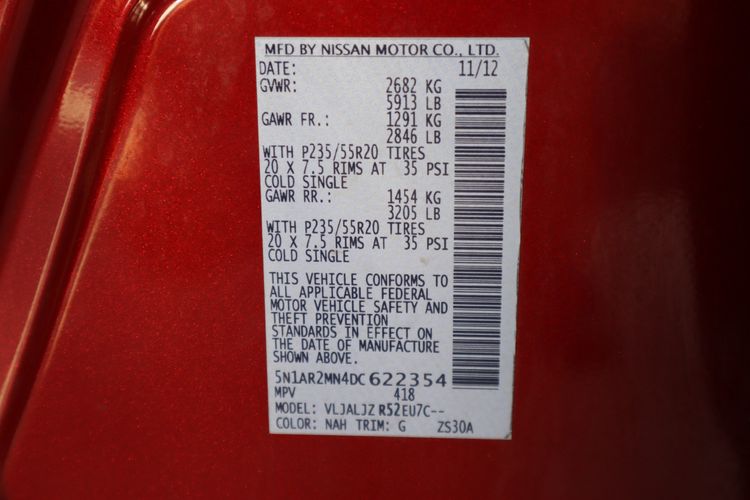 MFD BY NISSAN MOTOR CO., LTD.
DATE: 11/12
GVWR: 2682 KG
5913 LB
GAWR FR.: 1291 KG
2846 LB
WITH P235/55R20 TIRES
20 X 7.5 RIMS AT 35 PSI
COLD SINGLE
GAWR RR.: 1454 KG
3205 LB
WITH P235/55R20 TIRES
20 X 7.5 RIMS AT 35 PSI
COLD SINGLE
THIS VEHICLE CONFORMS TO
ALL APPLICABLE FEDERAL
MOTOR VEHICLE SAFETY AND
THEFT PREVENTION
STANDARDS IN EFFECT ON
THE DATE OF MANUFACTURE
SHOWN ABOVE.
5N1AR2MN4DC622354
MPV 418
MODEL: VLJALJZ R52EU7C--
COLOR: NAH TRIM: G ZS30A